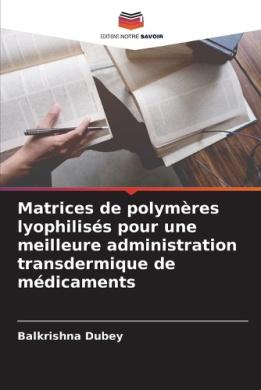 EDITIONS NOTRE SAVOIR
Matrices de polymères
lyophilisés pour une
meilleure administration
transdermique de
médicaments
Balkrishna Dubey